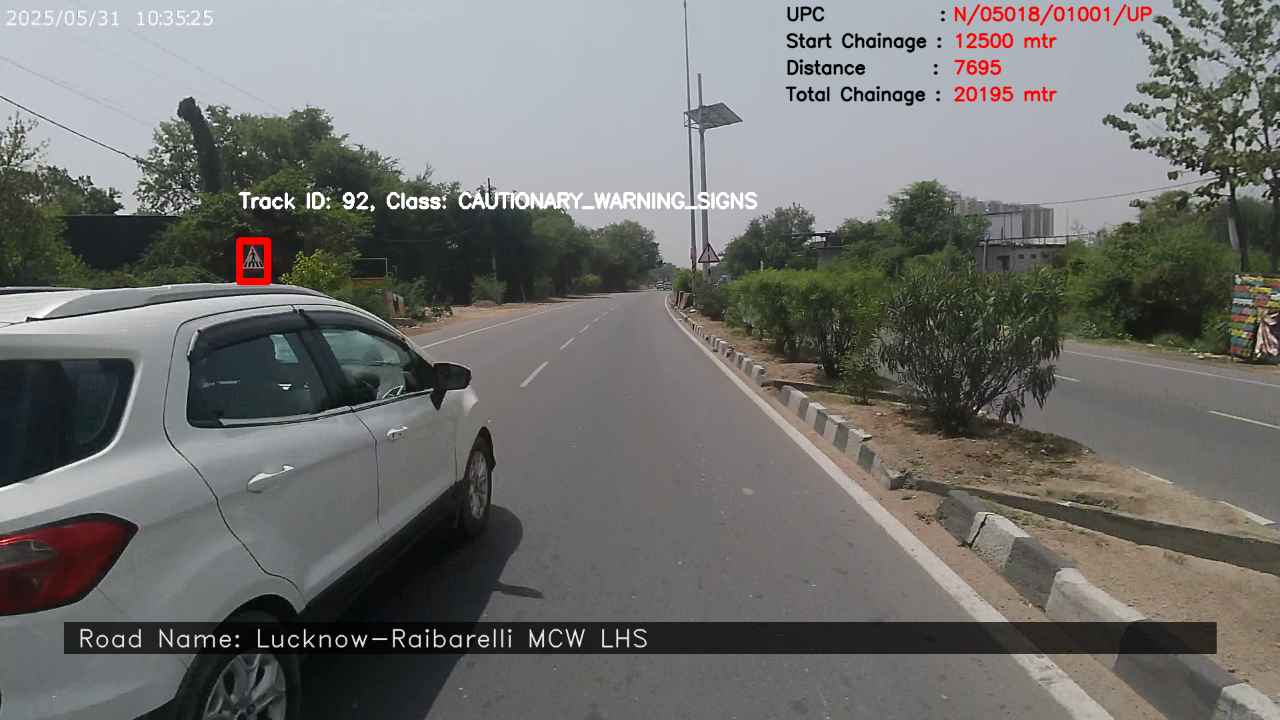 2025/05/31 10:35:25
UPC : N/05018/01001/UP
Start Chainage : 12500 mtr
Distance : 7695
Total Chainage : 20195 mtr
Track ID: 92, Class: CAUTIONARY_WARNING_SIGNS
Road Name: Lucknow-Raibarelli MCW LHS